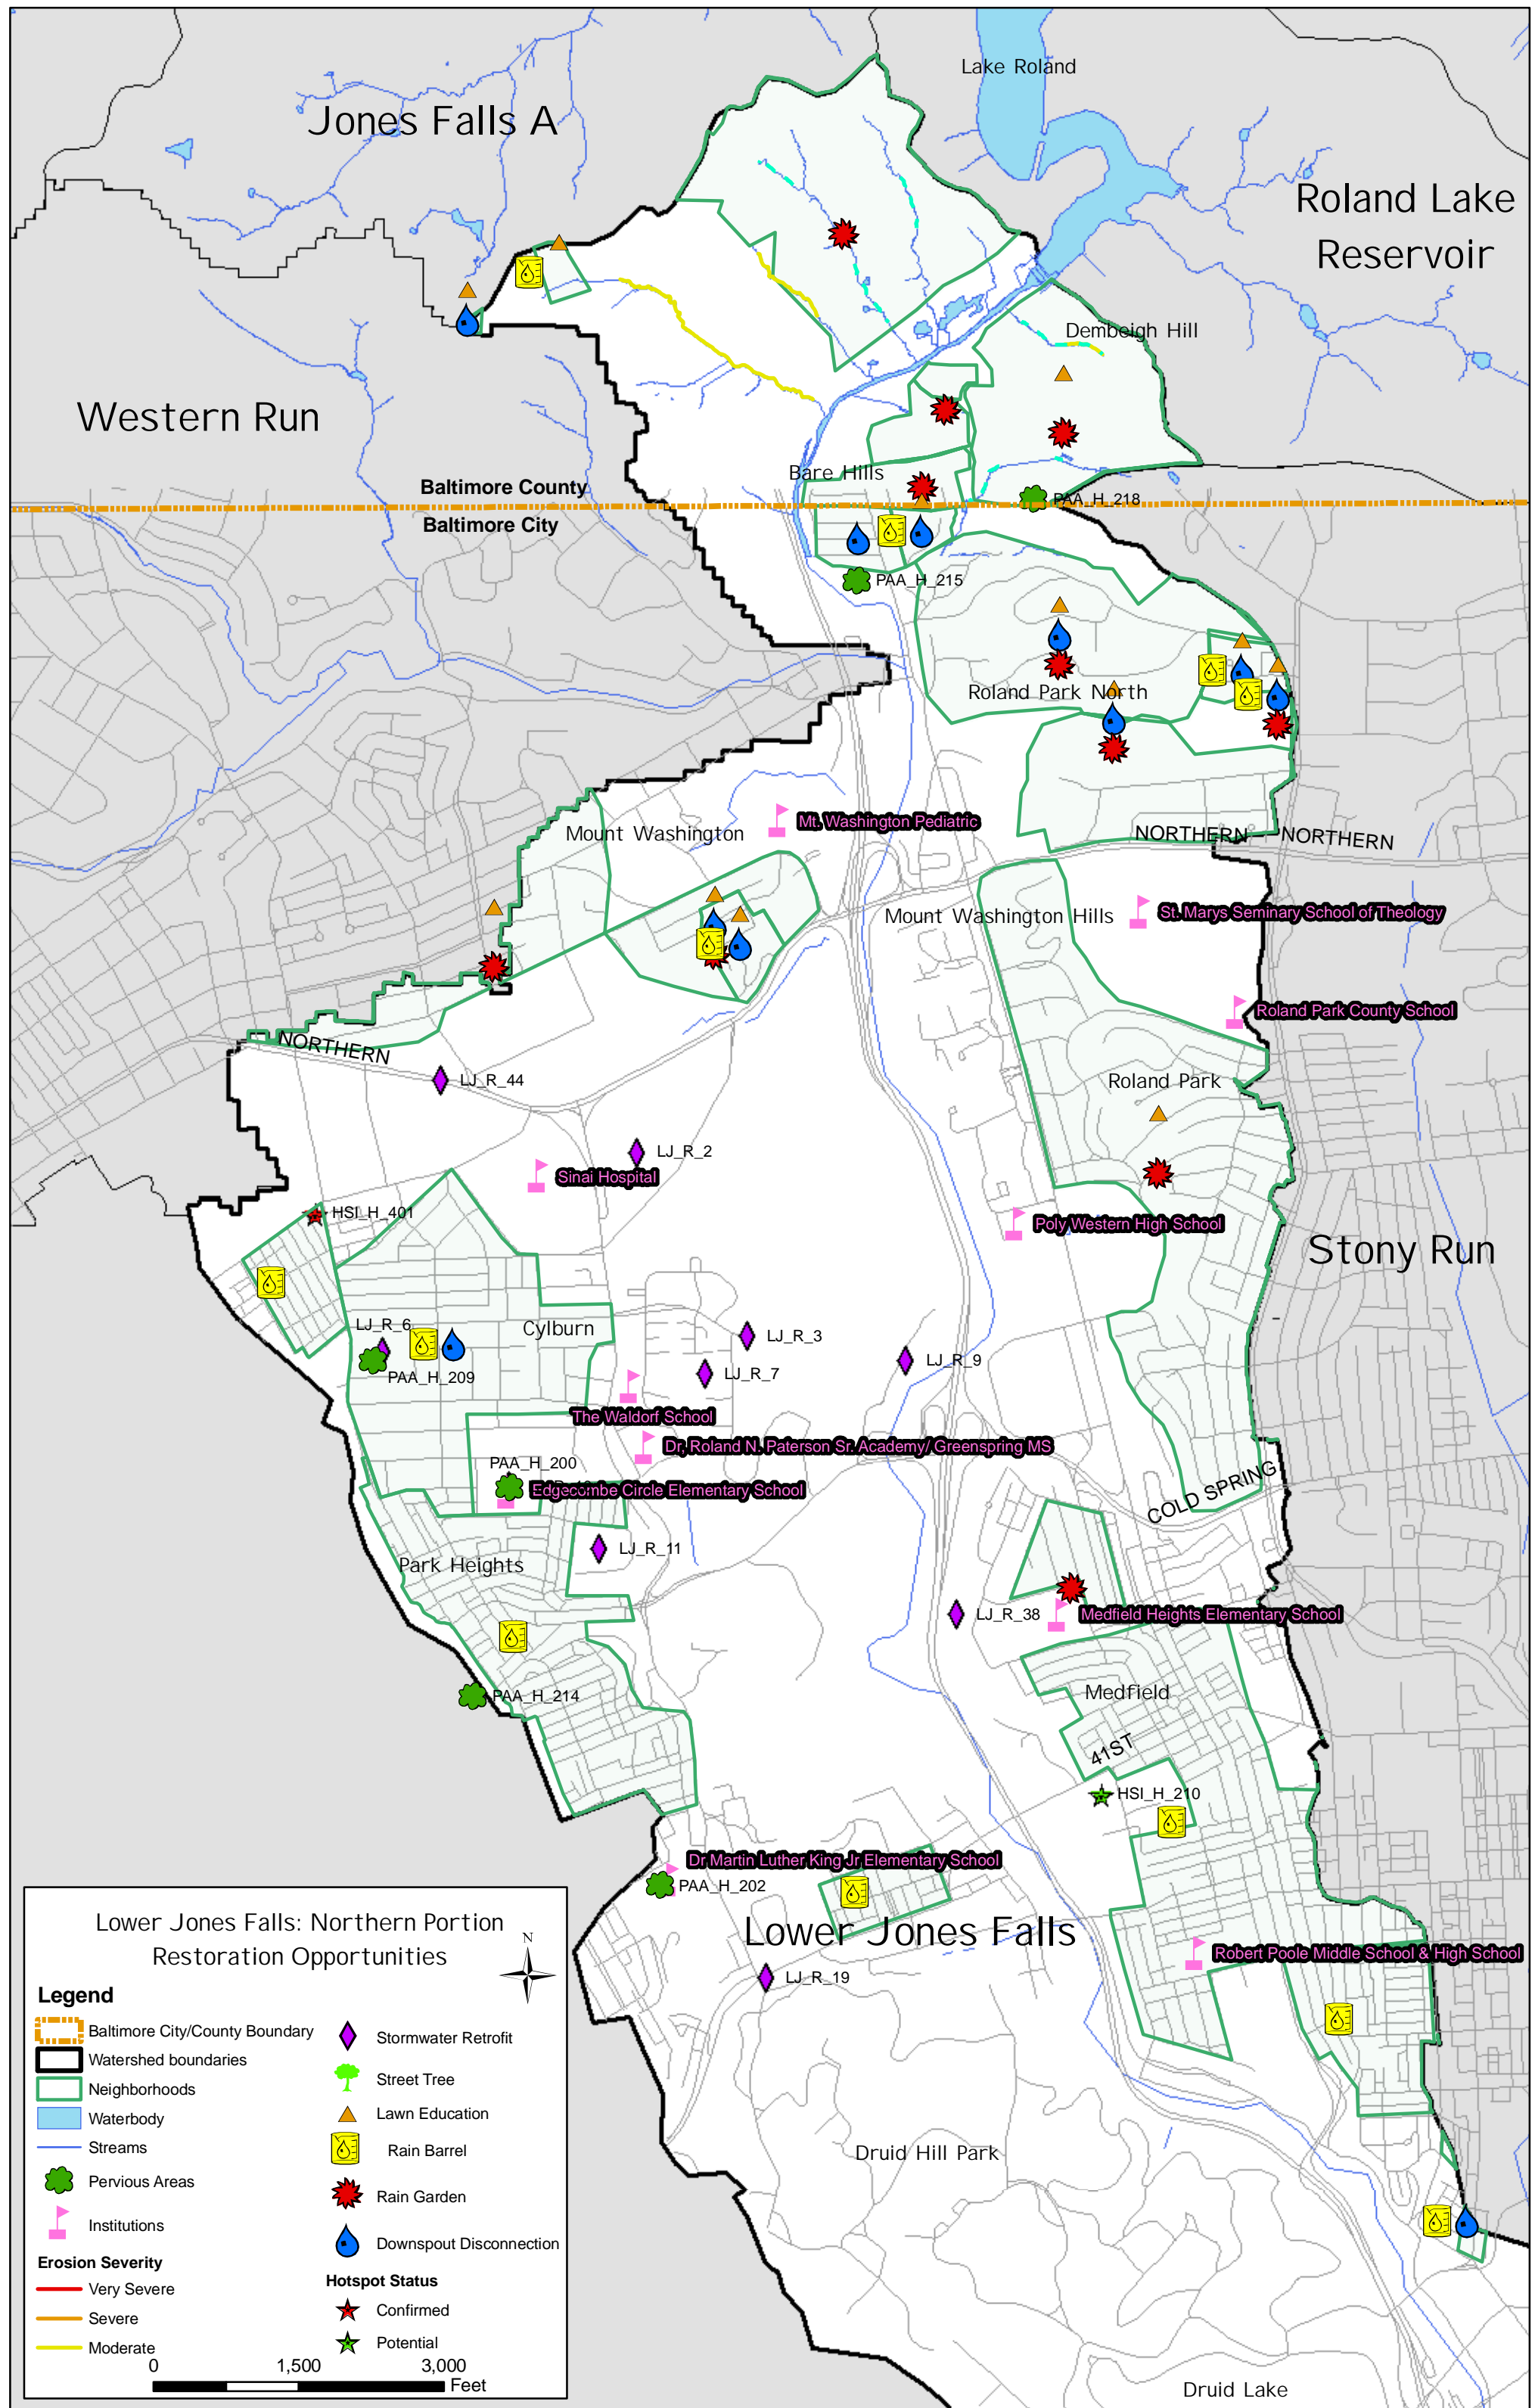 Lake Roland
Jones Falls A
Roland Lake
Reservoir
Dembeigh Hill
Western Run
Bare Hills
Baltimore County
PAA_H_218
Baltimore City
PAA_H_215
Roland Park North
Mt. Washington Pediatric
Mount Washington
NORTHERN
NORTHERN
Mount Washington Hills
St. Marys Seminary School of Theology
Roland Park County School
NORTHERN
LJ_R_44
Roland Park
LJ_R_2
Sinai Hospital
HSI_H_401
Poly Western High School
Stony Run
LJ_R_6
Cylburn
LJ_R_3
LJ_R_9
LJ_R_7
PAA_H_209
The Waldorf School
Dr, Roland N. Paterson Sr. Academy/ Greenspring MS
PAA_H_200
Edgecombe Circle Elementary School
COLD SPRING
LJ_R_11
Park Heights
LJ_R_38
Medfield Heights Elementary School
Medfield
PAA_H_214
41ST
HSI_H_210
Dr Martin Luther King Jr Elementary School
PAA_H_202
Lower Jones Falls
Robert Poole Middle School & High School
LJ_R_19
Druid Hill Park
Druid Lake
Lower Jones Falls: Northern Portion
Restoration Opportunities
N
Legend
Baltimore City/County Boundary
Watershed boundaries
Neighborhoods
Waterbody
Streams
Pervious Areas
Institutions
Erosion Severity
Very Severe
Severe
Moderate
Stormwater Retrofit
Street Tree
Lawn Education
Rain Barrel
Rain Garden
Downspout Disconnection
Hotspot Status
Confirmed
Potential
0 1,500 3,000
Feet